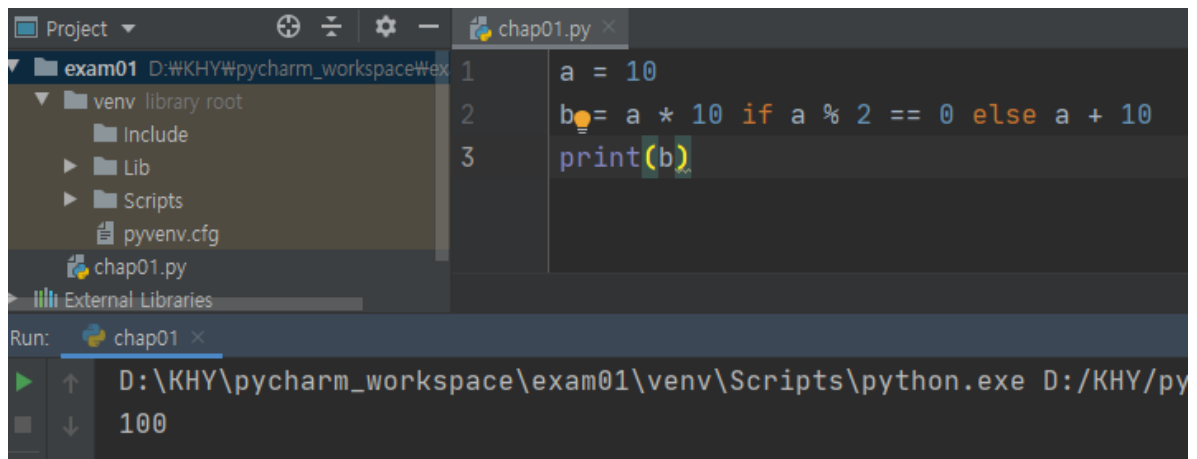 Project
chap01.py
exam01 D:₩KHY₩pycharm_workspace₩ex
venv library root
Include
Lib
Scripts
pyvenv.cfg
chap01.py
External Libraries
1 a = 10
2 b = a * 10 if a % 2 == 0 else a + 10
3 print(b)
Run: chap01
D:\KHY\pycharm_workspace\exam01\venv\Scripts\python.exe D:/KHY/py
100